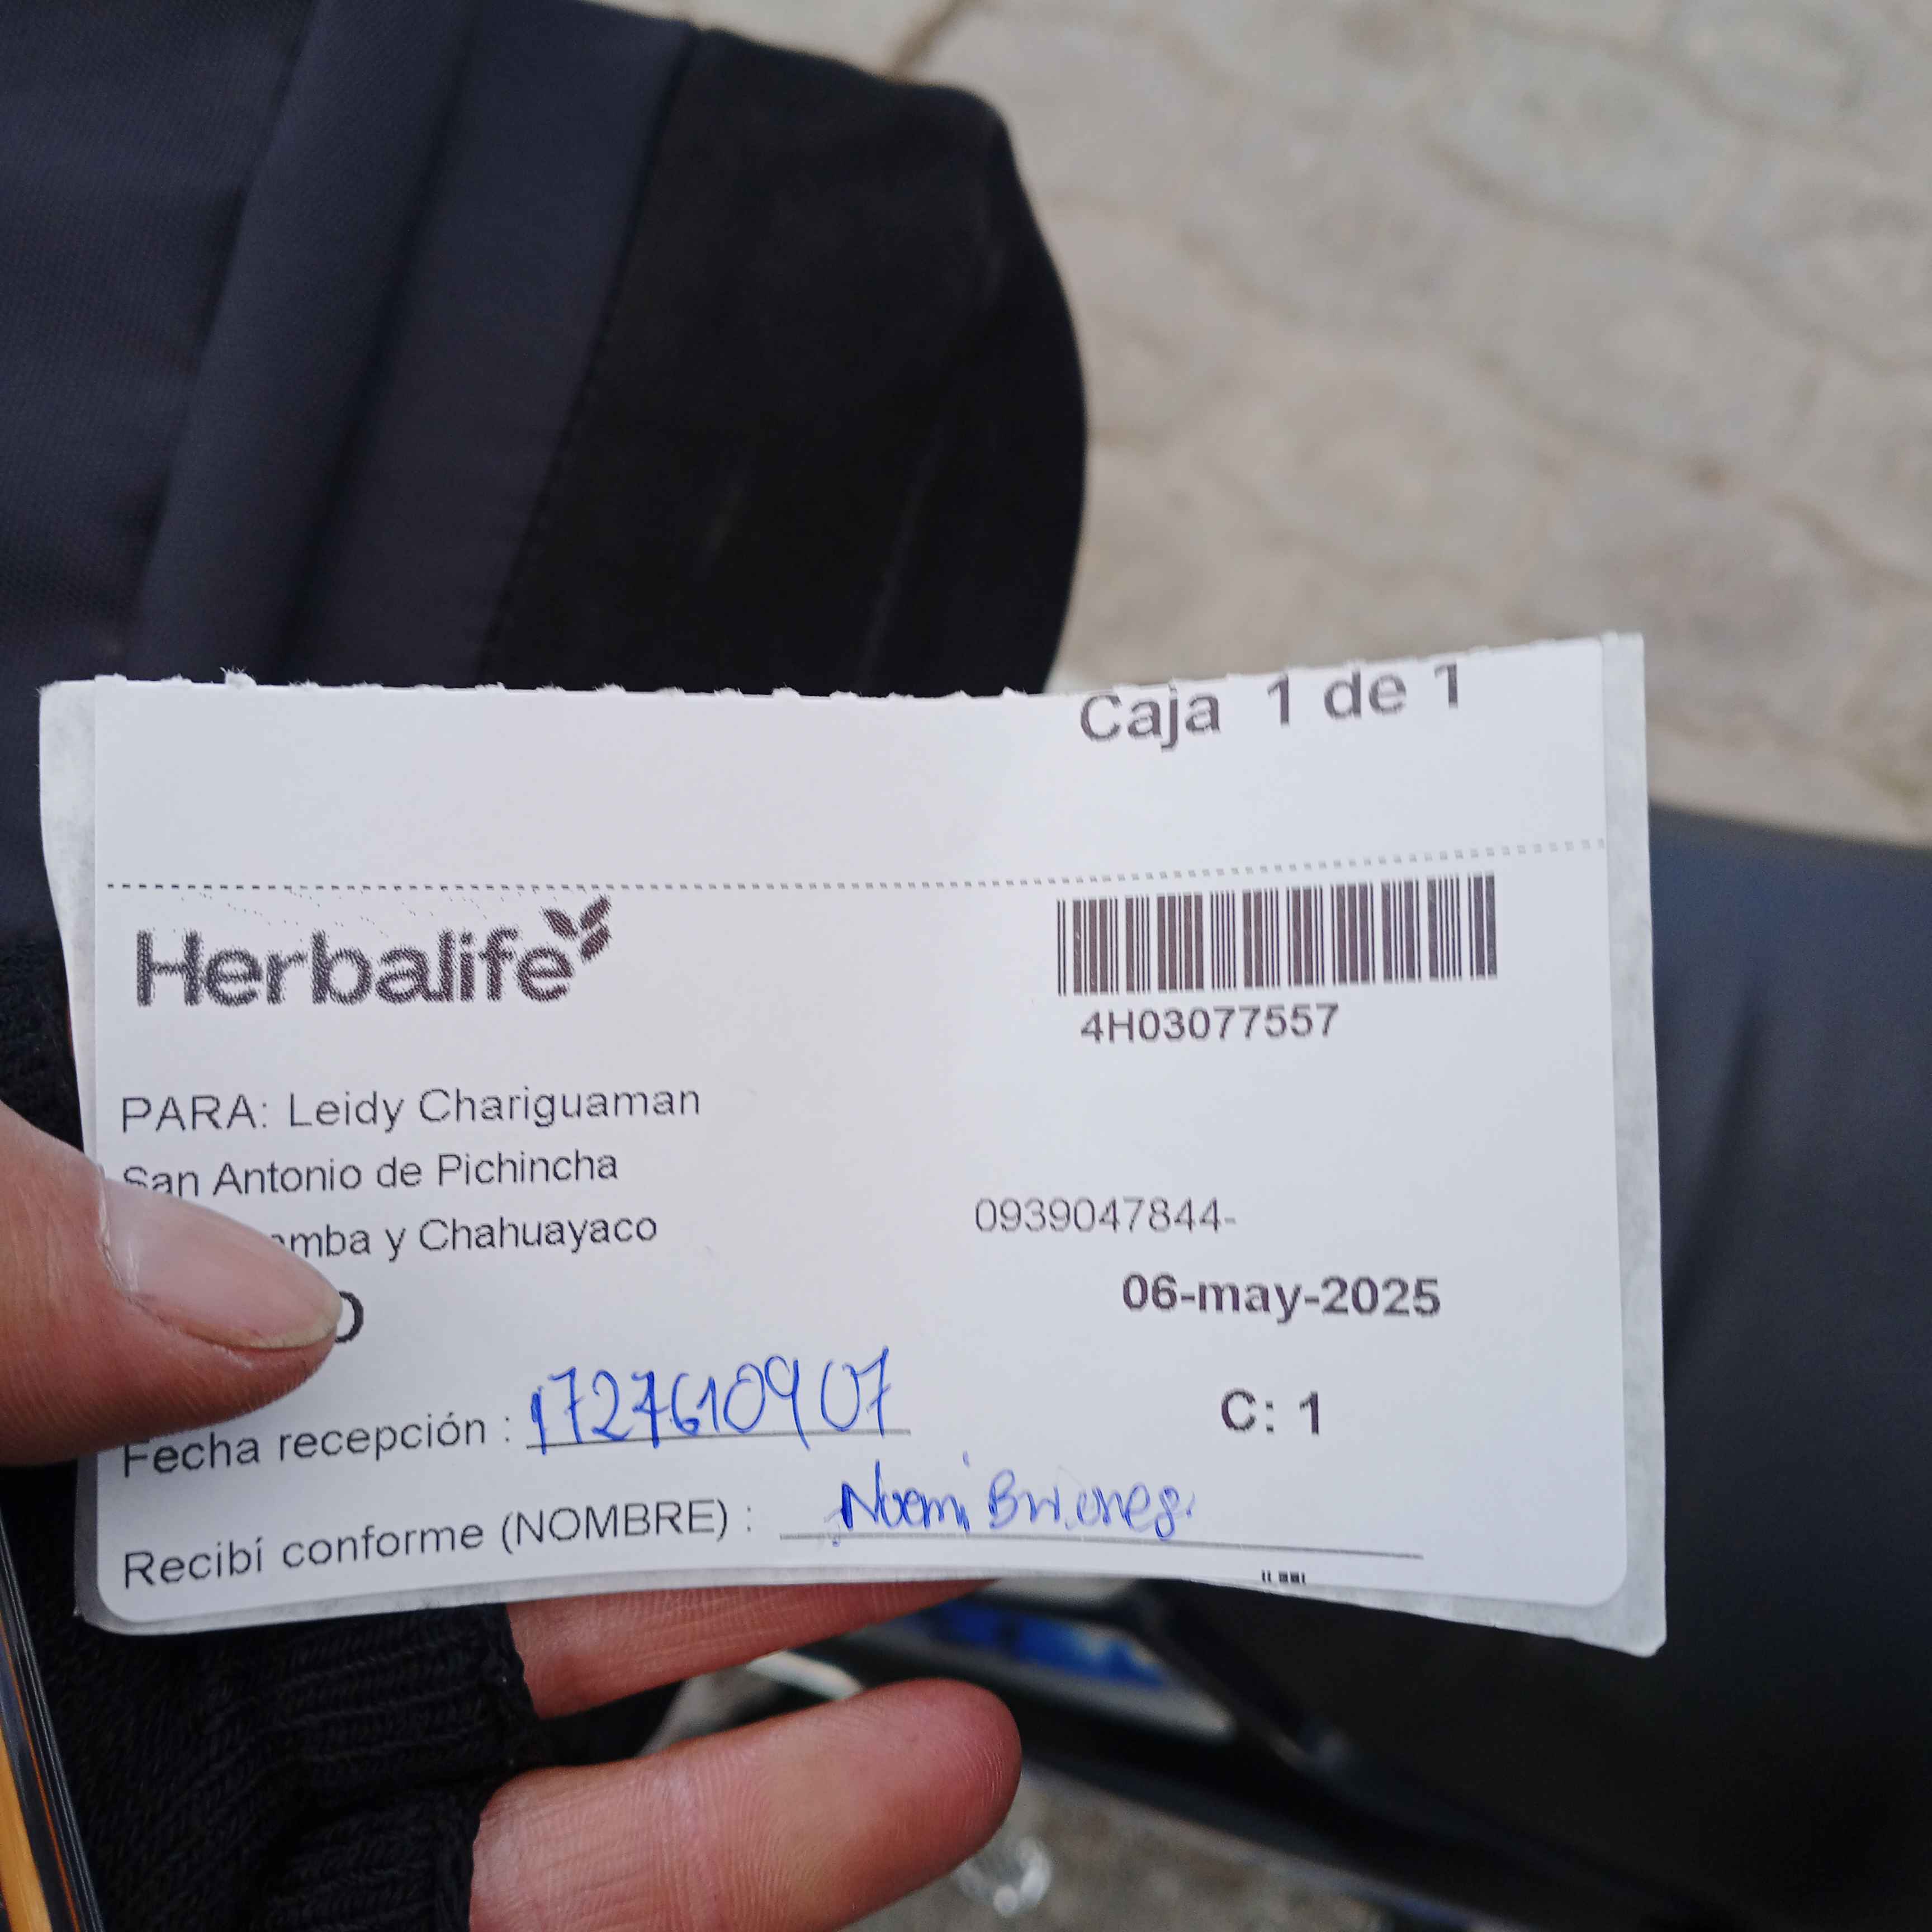 Caja 1 de 1
Herbalife
4H03077557
PARA: Leidy Chariguaman
San Antonio de Pichincha
y Chahuayaco
0939047844-
06-may-2025
Fecha recepción : 1727610907
C: 1
Recibí conforme (NOMBRE) : Noemi Briones.